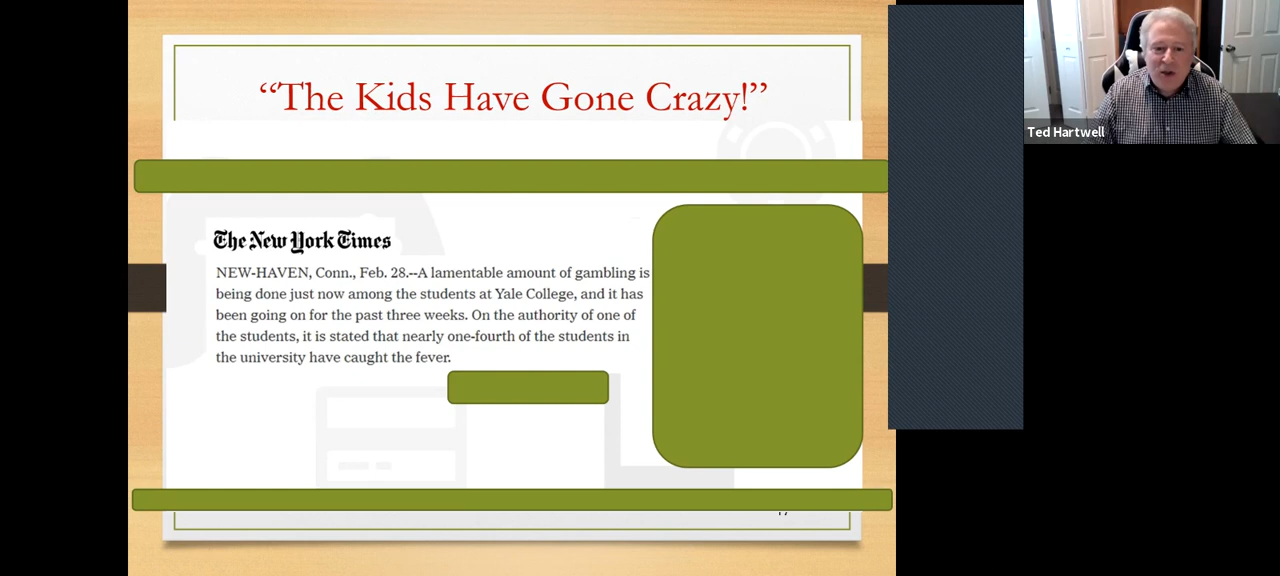 “The Kids Have Gone Crazy!”
The New York Times
NEW-HAVEN, Conn., Feb. 28.--A lamentable amount of gambling is
being done just now among the students at Yale College, and it has
been going on for the past three weeks. On the authority of one of
the students, it is stated that nearly one-fourth of the students in
the university have caught the fever.
Ted Hartwell